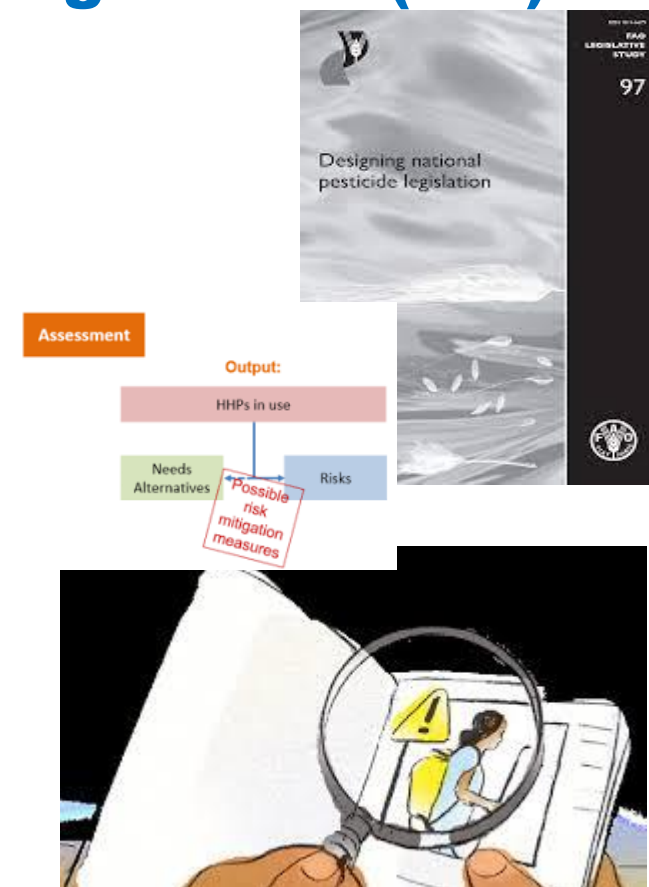 FAO
LEGISLATIVE
STUDY
97
Designing national
pesticide legislation
Assessment
Output:
HHPs in use
Needs
Alternatives
Risks
Possible
risk
mitigation
measures